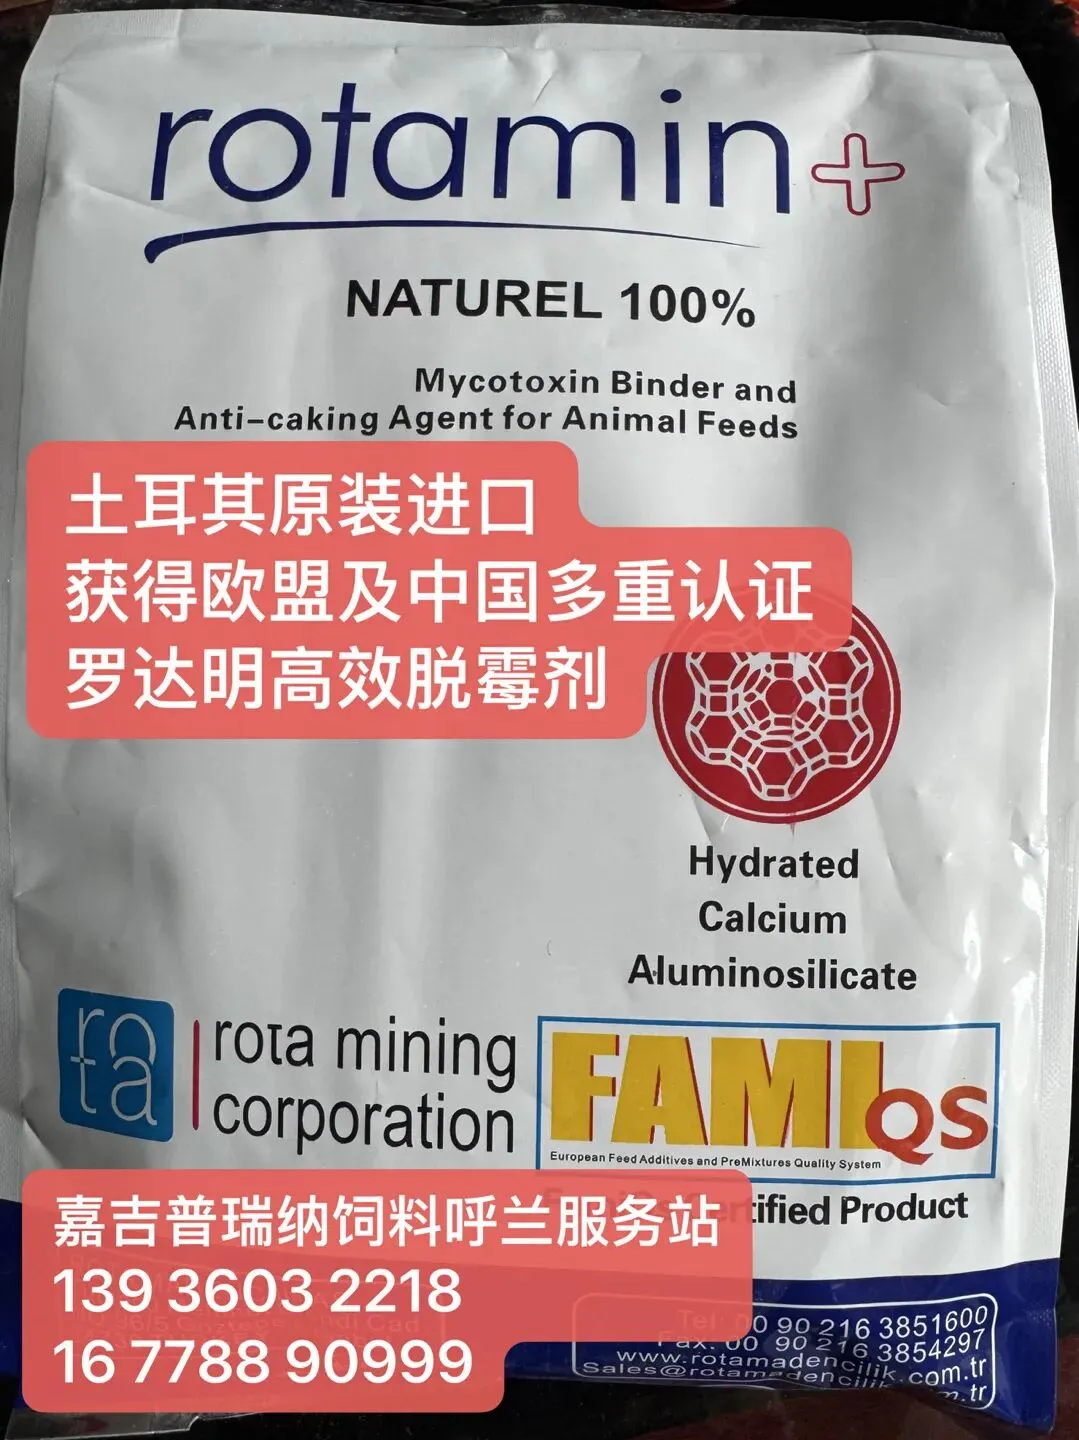 rotamin+
NATUREL 100%
Mycotoxin Binder and
Anti-caking Agent for Animal Feeds
土耳其原装进口
获得欧盟及中国多重认证
罗达明高效脱霉剂
Hydrated
Calcium
Aluminosilicate
rota
rota mining
corporation
FAMI QS
European Feed Additives and PreMixtures Quality System
Certified Product
嘉吉普瑞纳饲料呼兰服务站
139 3603 2218
16 7788 90999
Tel: 00 90 216 3851600
Fax: 00 90 216 3854297
www.rotamadencilik.com.tr
Sales@rotamadencilik.com.tr